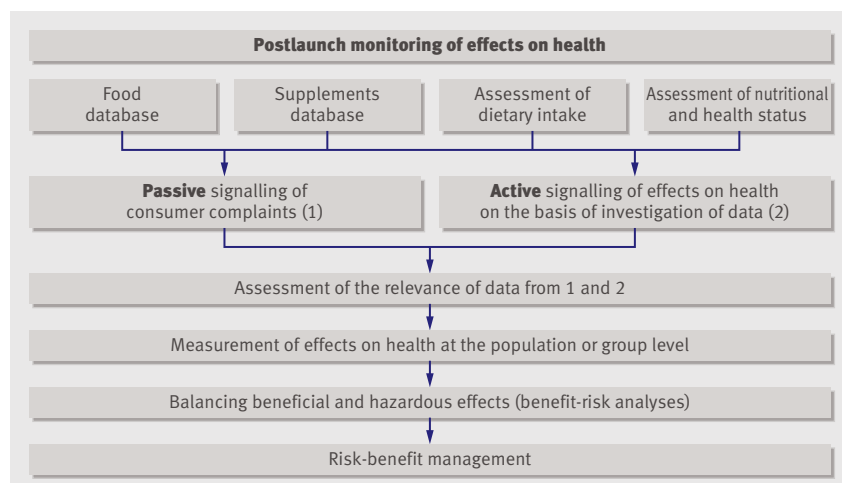 Postlaunch monitoring of effects on health
Food
database
Supplements
database
Assessment of
dietary intake
Assessment of nutritional
and health status
Passive signalling of
consumer complaints (1)
Active signalling of effects on health
on the basis of investigation of data (2)
Assessment of the relevance of data from 1 and 2
Measurement of effects on health at the population or group level
Balancing beneficial and hazardous effects (benefit-risk analyses)
Risk-benefit management